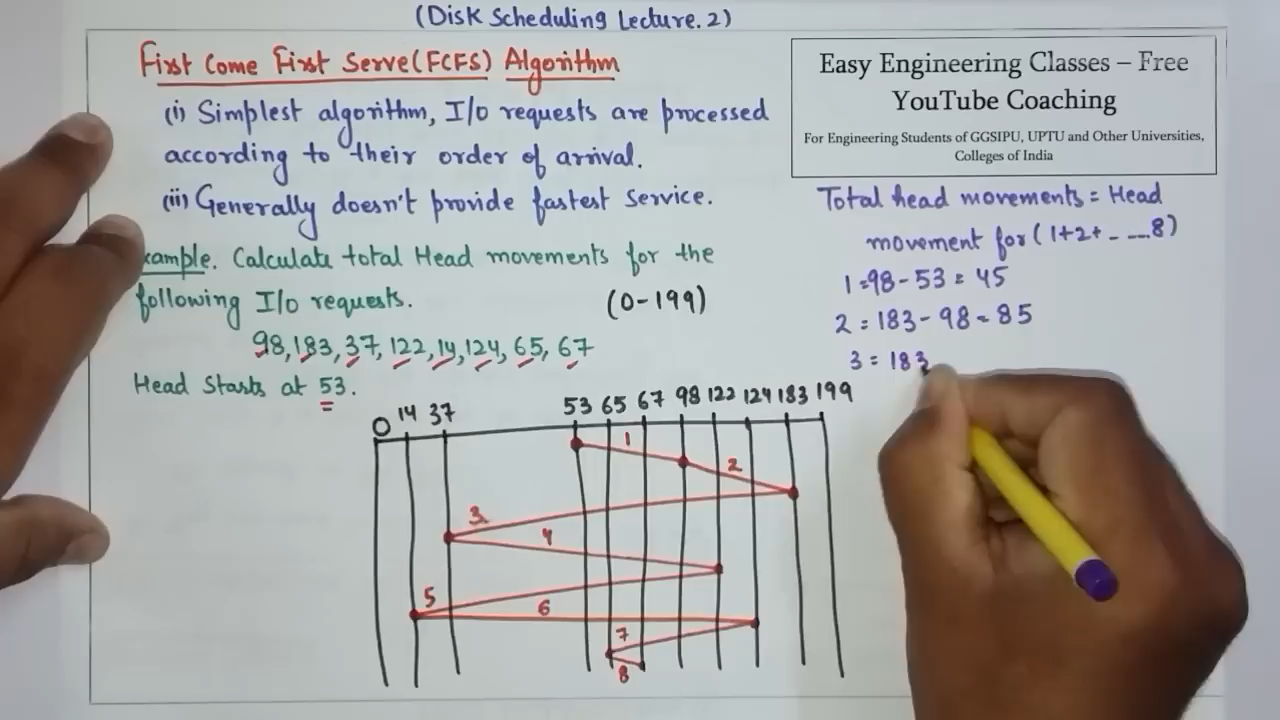 (Disk Scheduling Lecture.2)
First Come First Serve(FCFS) Algorithm
(i) Simplest algorithm, I/o requests are processed
according to their order of arrival.
(ii) Generally doesn't provide fastest service.
xample. Calculate total Head movements for the
following I/o requests. (0-199)
98, 183, 37, 122, 14, 124, 65, 67
Head Starts at 53.
Easy Engineering Classes – Free
YouTube Coaching
For Engineering Students of GGSIPU, UPTU and Other Universities,
Colleges of India
Total head movements = Head
movement for (1+2+ - -- 8)
1 = 98 - 53 = 45
2 = 183 - 98 = 85
3 = 183
0 14 37 53 65 67 98 122 124 183 199
1
2
3
4
5
6
7
8